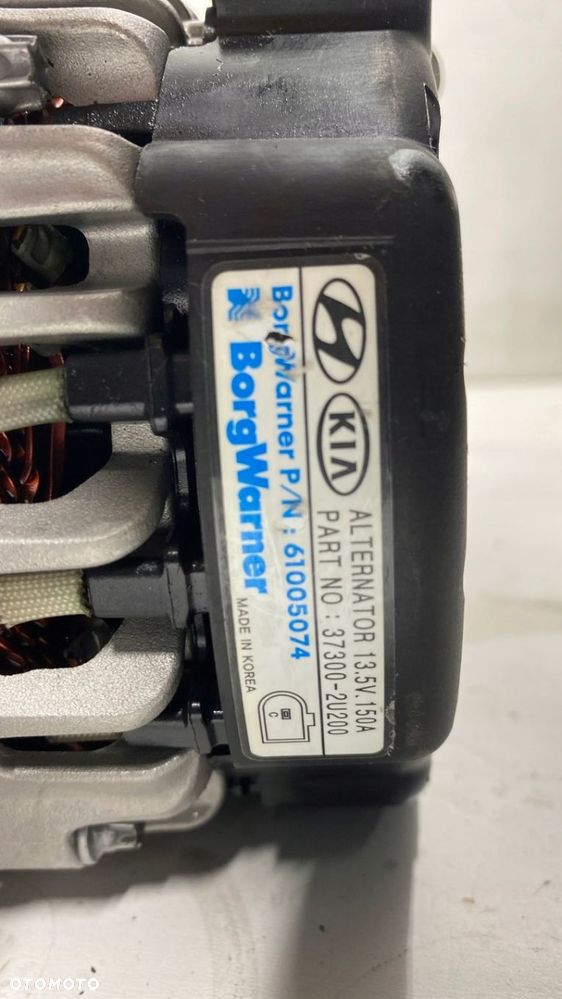 KIA
ALTERNATOR 13.5V.150A
PART NO : 37300-2U200
BorgWarner P/N : 61005074
BorgWarner
MADE IN KOREA
C
OTOMOTO